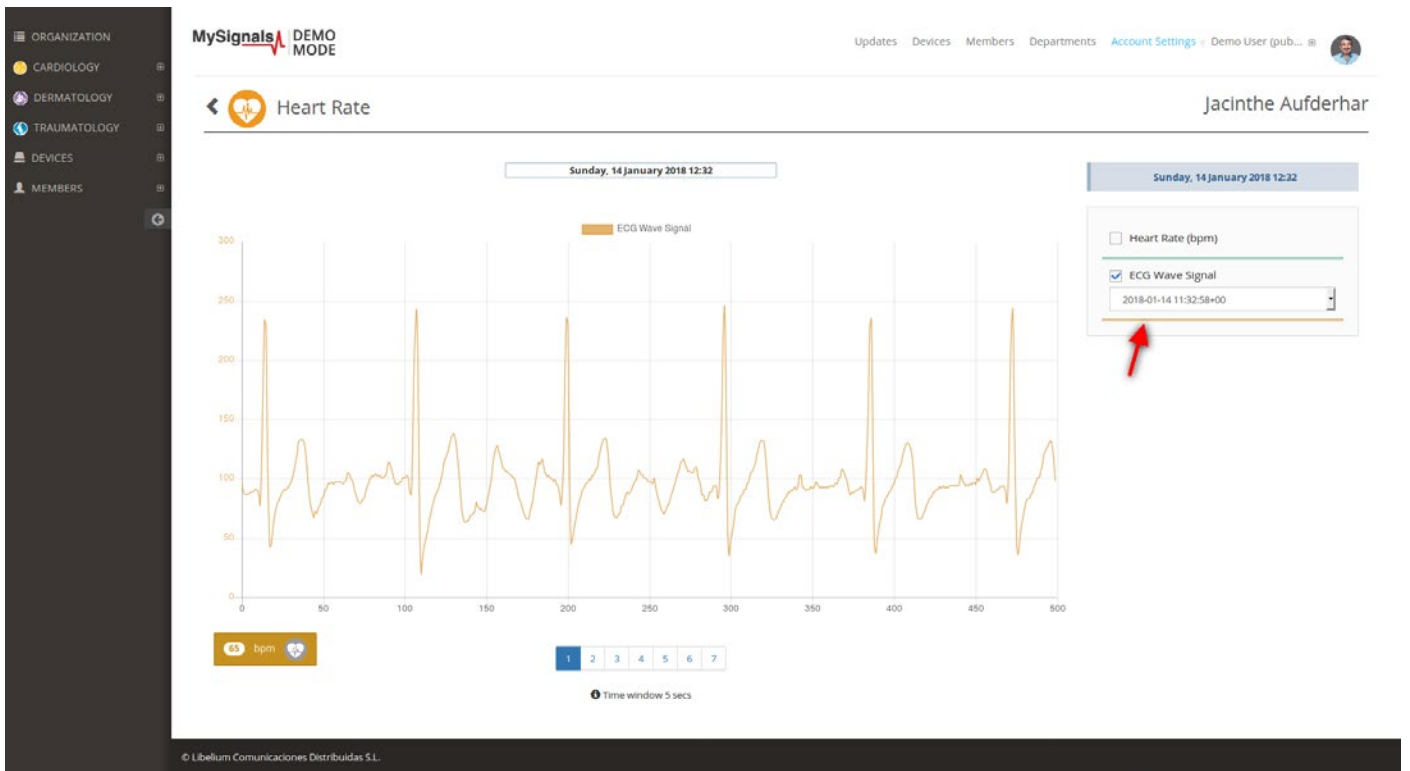 ORGANIZATION
CARDIOLOGY
DERMATOLOGY
TRAUMATOLOGY
DEVICES
MEMBERS
MySignals DEMO MODE
Updates Devices Members Departments Account Settings Demo User (pub...
Heart Rate
Jacinthe Aufderhar
Sunday, 14 January 2018 12:32
ECG Wave Signal
300
250
200
150
100
50
0
0 50 100 150 200 250 300 350 400 450 500
65 bpm
1 2 3 4 5 6 7
Time window 5 secs
Sunday, 14 January 2018 12:32
Heart Rate (bpm)
ECG Wave Signal
2018-01-14 11:32:58+00
© Libelium Comunicaciones Distribuidas S.L.